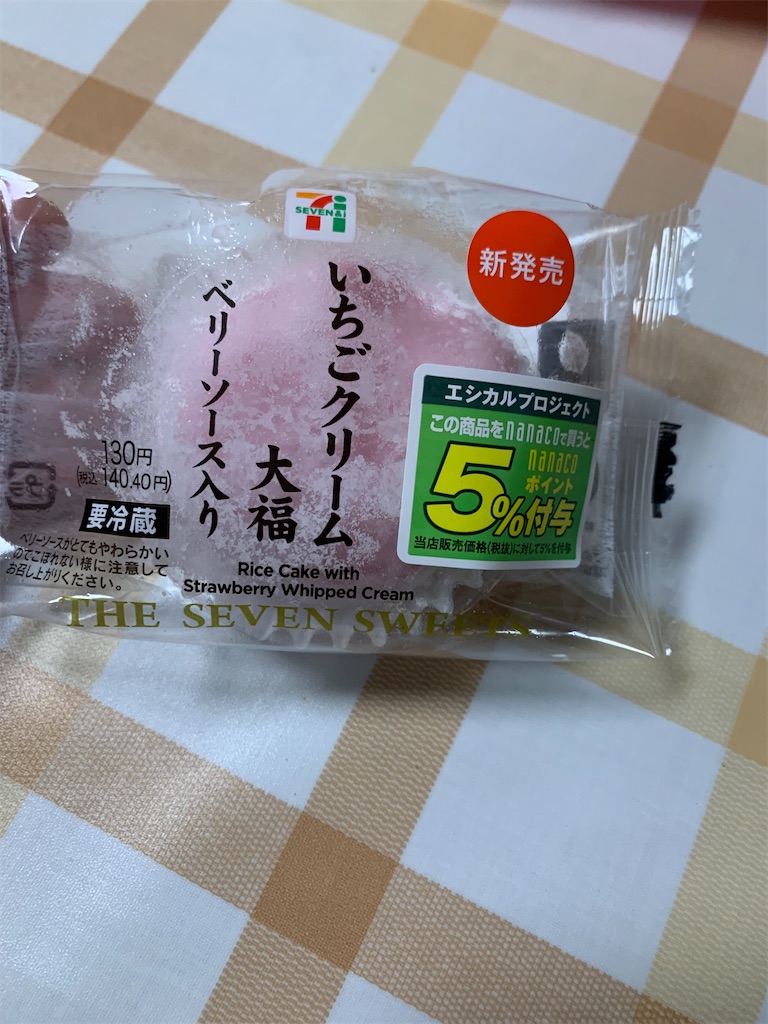 SEVEN&i
新発売
いちごクリーム
大福
ベリーソース入り
130円
(税込 140.40円)
要冷蔵
ベリーソースがとてもやわらかい
のでこぼれない様に注意して
お召し上がりください。
Rice Cake with
Strawberry Whipped Cream
THE SEVEN SWEETS
エシカルプロジェクト
この商品をnanacoで買うと
nanaco
ポイント
5%付与
当店販売価格(税抜)に対して5%を付与